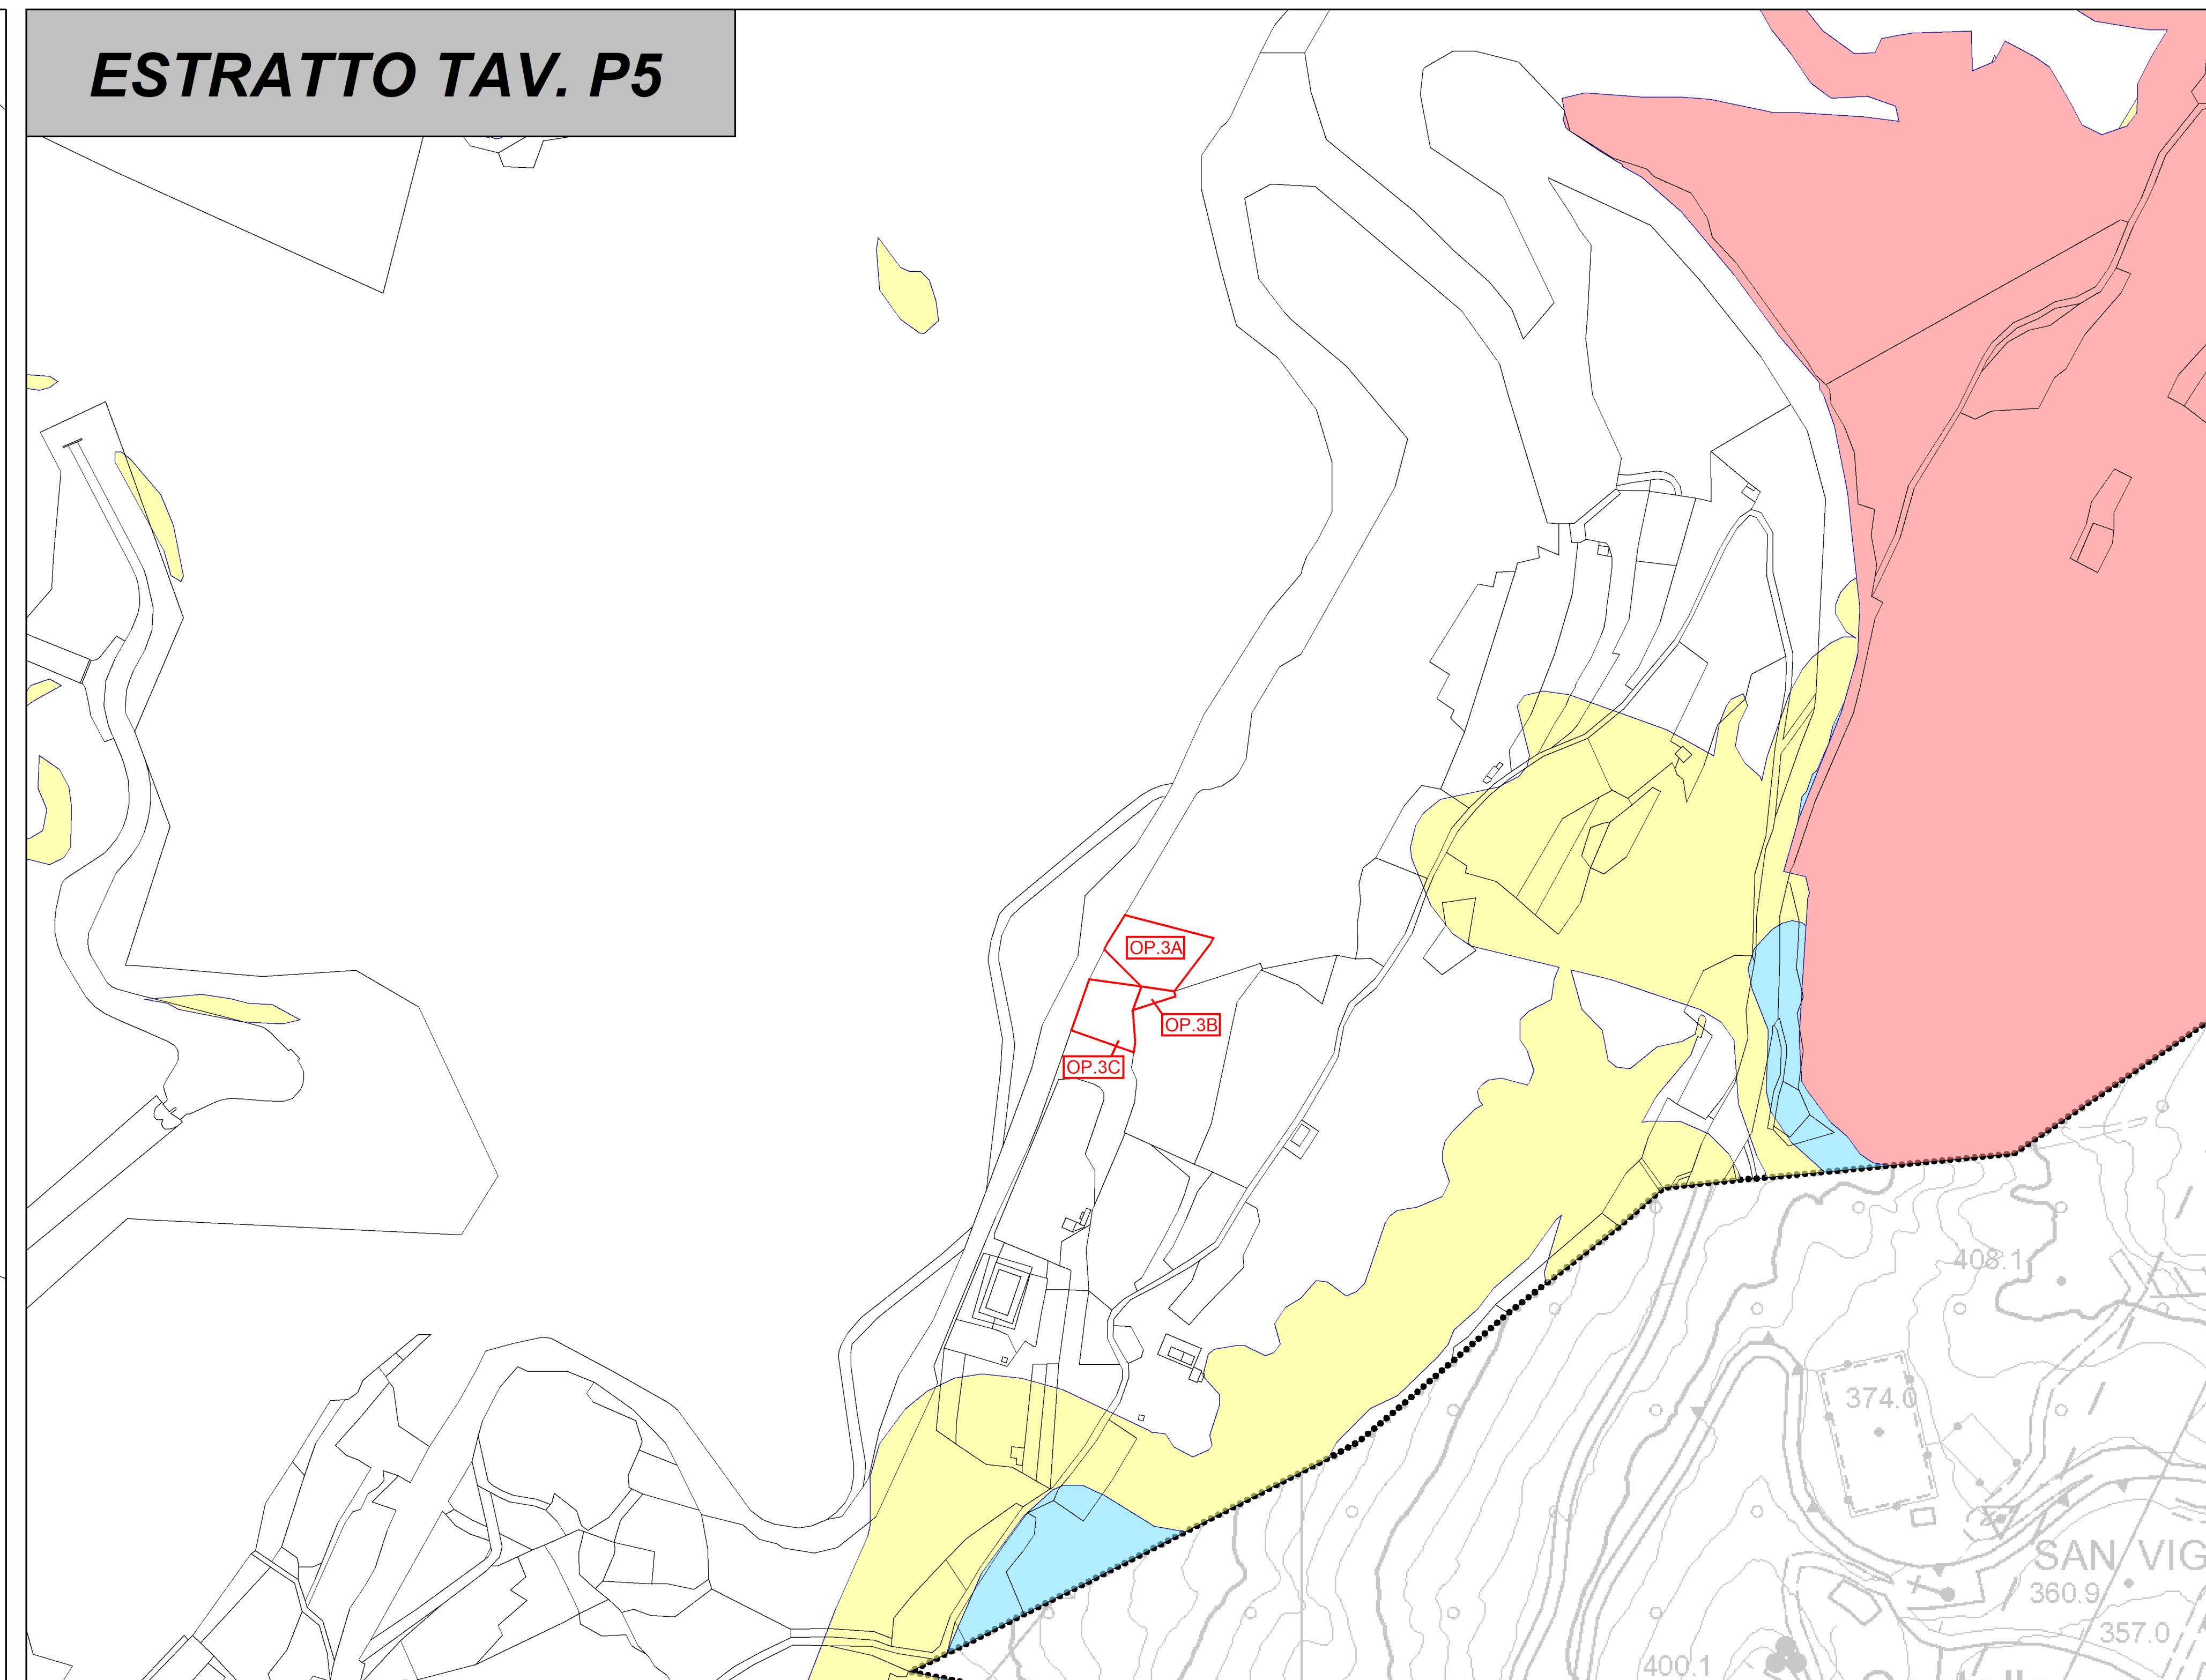 ESTRATTO TAV. P5
OP.3A
OP.3B
OP.3C
408.1
374.0
SAN VIG
360.9
357.0
400.1